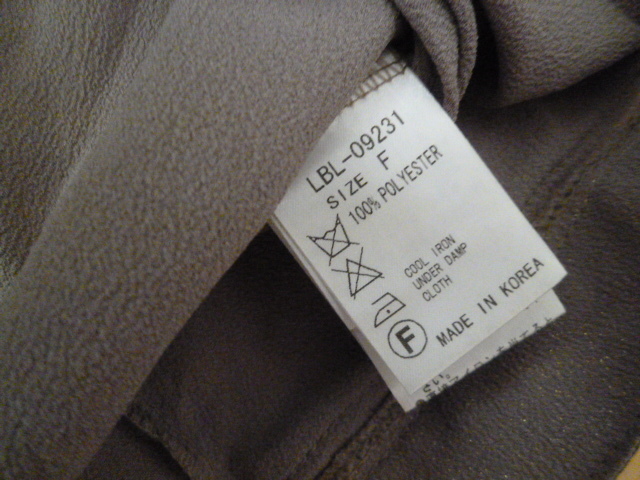 LBL-09231
SIZE F
100% POLYESTER
COOL IRON
UNDER DAMP
CLOTH
F
MADE IN KOREA